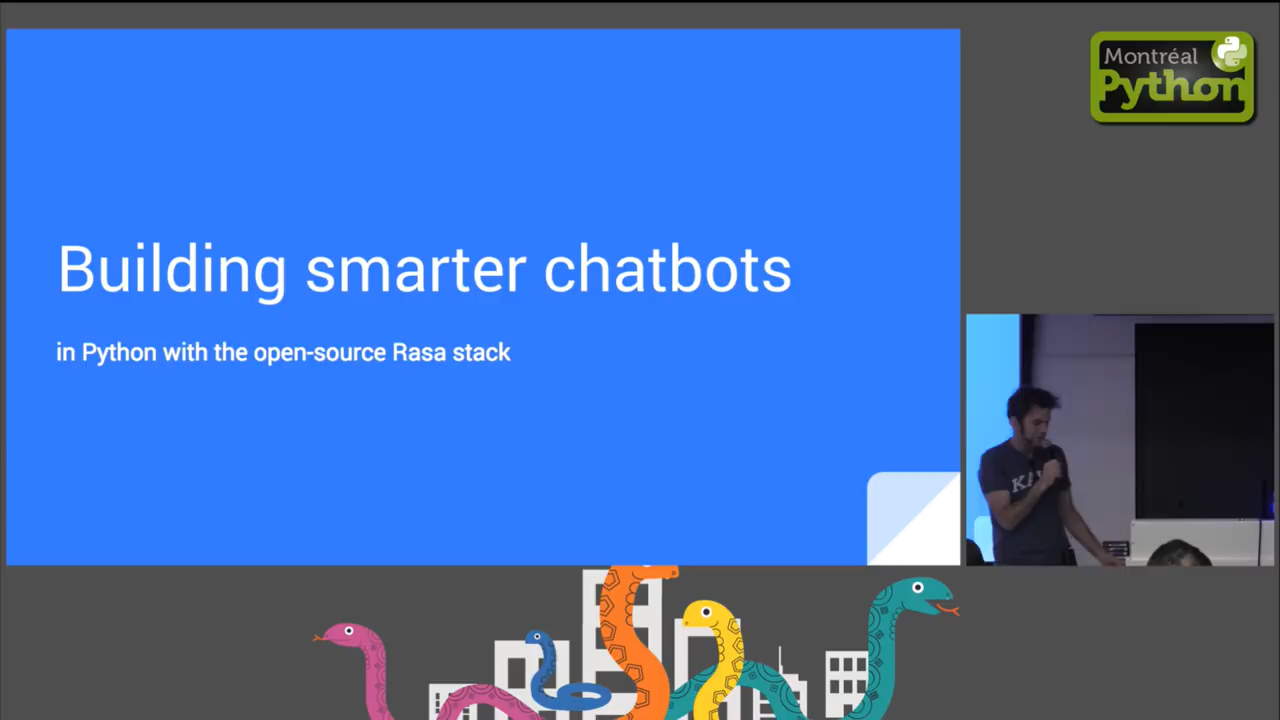 Montréal
Python
Building smarter chatbots
in Python with the open-source Rasa stack